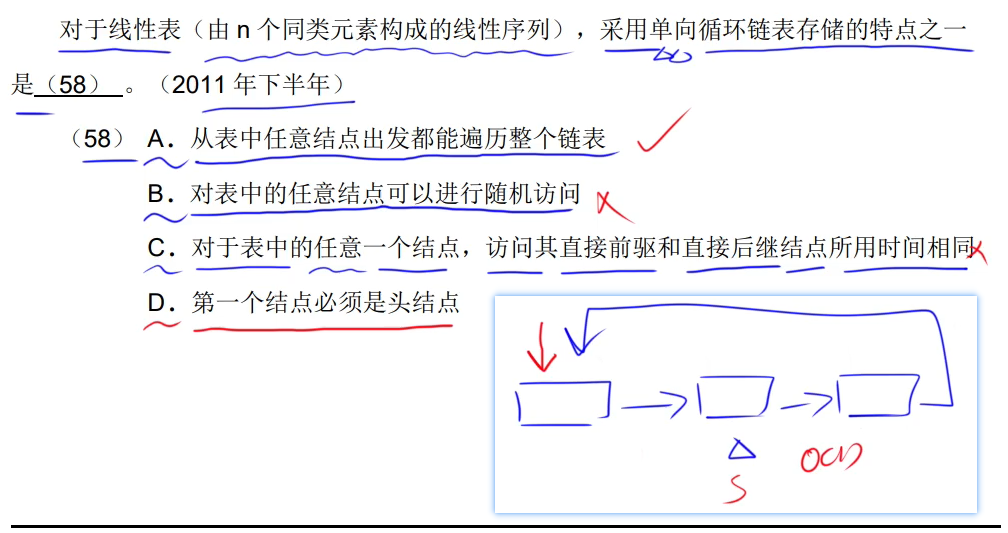 对于线性表（由 n 个同类元素构成的线性序列），采用单向循环链表存储的特点之一
是（58）。（2011 年下半年）
（58） A．从表中任意结点出发都能遍历整个链表
B．对表中的任意结点可以进行随机访问
C．对于表中的任意一个结点，访问其直接前驱和直接后继结点所用时间相同
D．第一个结点必须是头结点
S